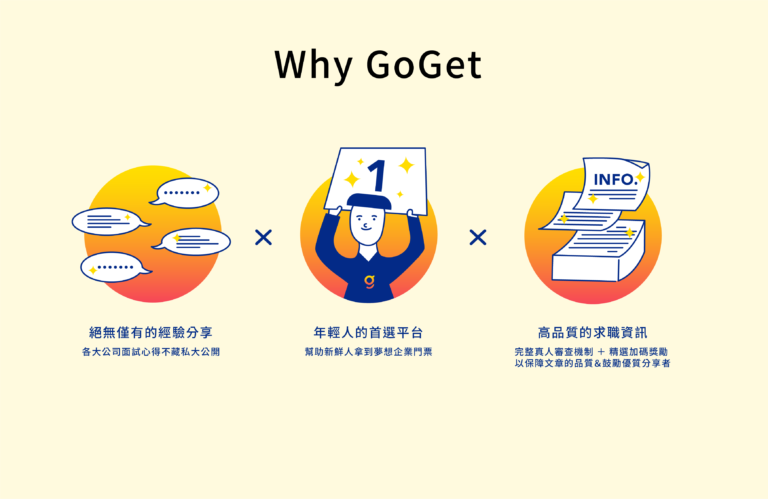 Why GoGet
1
INFO.
g
絕無僅有的經驗分享
各大公司面試心得不藏私大公開
年輕人的首選平台
幫助新鮮人拿到夢想企業門票
高品質的求職資訊
完整真人審查機制 + 精選加碼獎勵
以保障文章的品質&鼓勵優質分享者